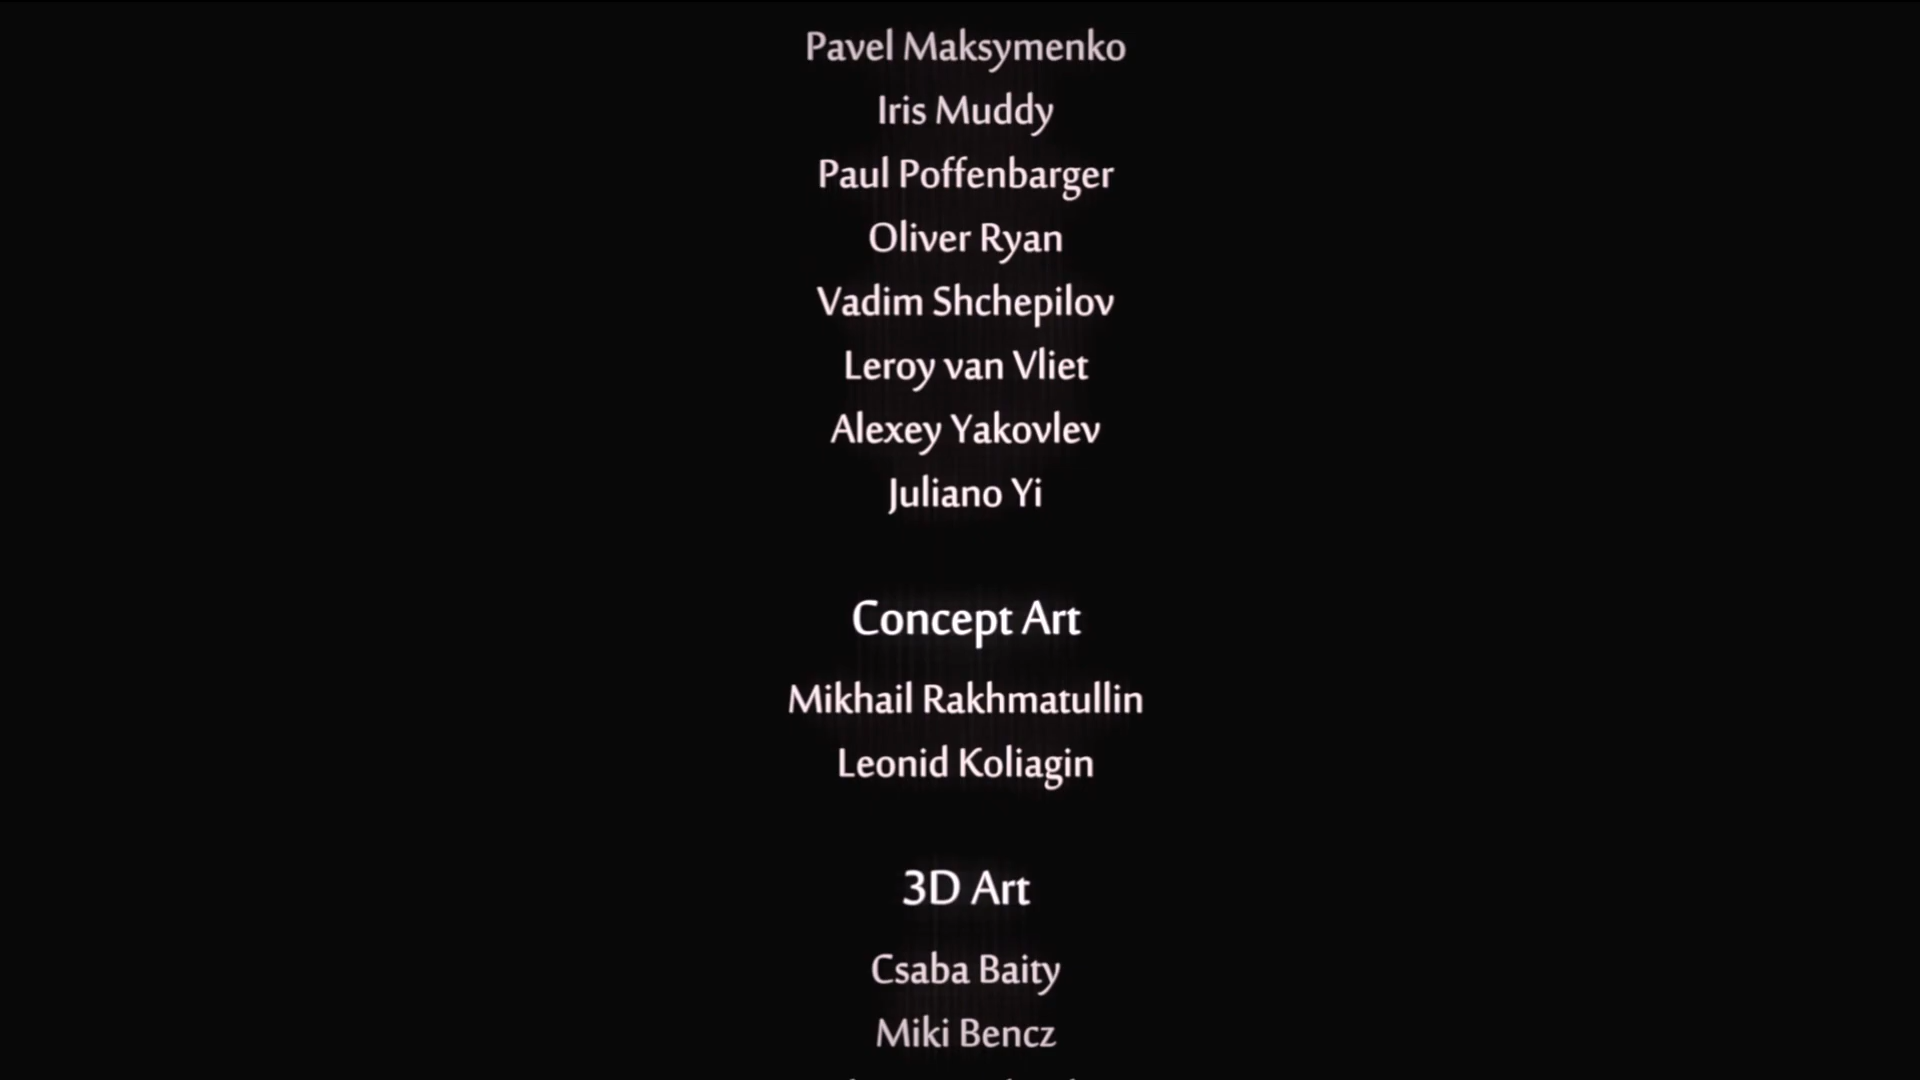 Pavel Maksymenko
Iris Muddy
Paul Poffenbarger
Oliver Ryan
Vadim Shchepilov
Leroy van Vliet
Alexey Yakovlev
Juliano Yi
Concept Art
Mikhail Rakhmatullin
Leonid Koliagin
3D Art
Csaba Baity
Miki Bencz